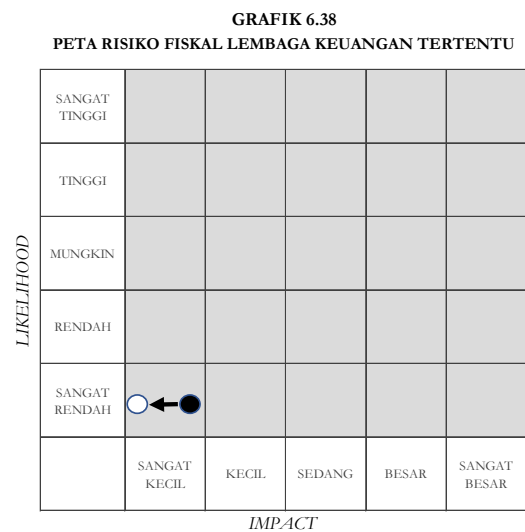 GRAFIK 6.38
PETA RISIKO FISKAL LEMBAGA KEUANGAN TERTENTU
SANGAT
TINGGI
TINGGI
MUNGKIN
RENDAH
SANGAT
RENDAH
LIKELIHOOD
SANGAT
KECIL
KECIL
SEDANG
BESAR
SANGAT
BESAR
IMPACT